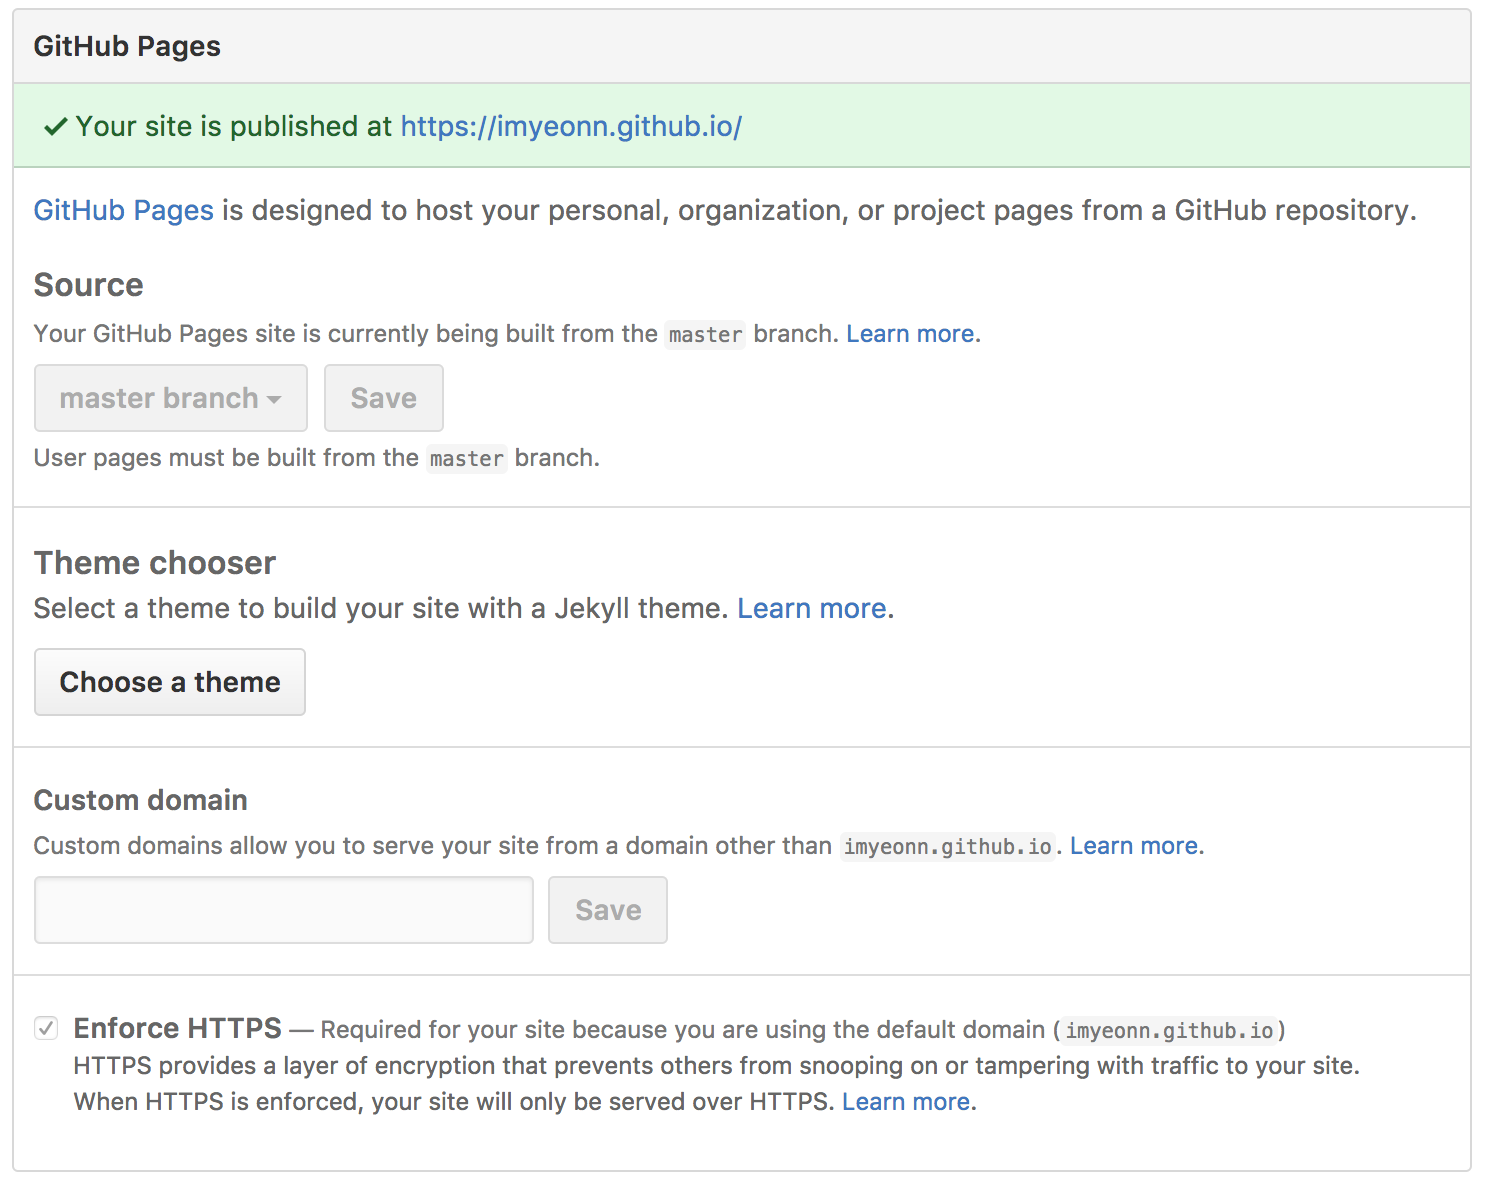 GitHub Pages
Your site is published at https://imyeonn.github.io/
GitHub Pages is designed to host your personal, organization, or project pages from a GitHub repository.
Source
Your GitHub Pages site is currently being built from the master branch. Learn more.
master branch
Save
User pages must be built from the master branch.
Theme chooser
Select a theme to build your site with a Jekyll theme. Learn more.
Choose a theme
Custom domain
Custom domains allow you to serve your site from a domain other than imyeonn.github.io. Learn more.
Save
Enforce HTTPS — Required for your site because you are using the default domain (imyeonn.github.io)
HTTPS provides a layer of encryption that prevents others from snooping on or tampering with traffic to your site.
When HTTPS is enforced, your site will only be served over HTTPS. Learn more.